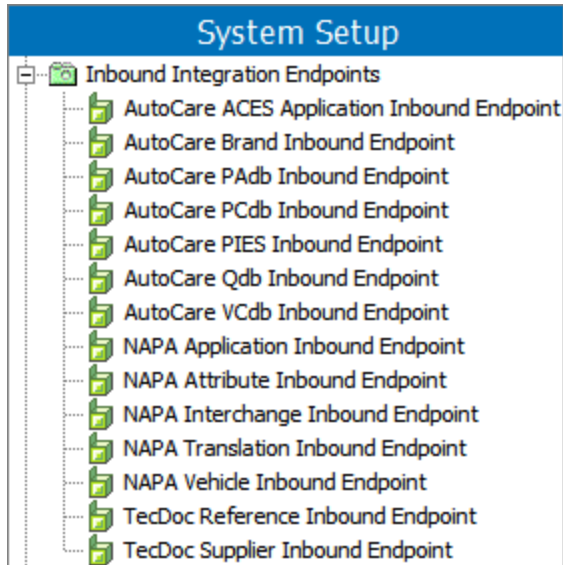 System Setup
Inbound Integration Endpoints
AutoCare ACES Application Inbound Endpoint
AutoCare Brand Inbound Endpoint
AutoCare PAdb Inbound Endpoint
AutoCare PCdb Inbound Endpoint
AutoCare PIES Inbound Endpoint
AutoCare Qdb Inbound Endpoint
AutoCare VCdb Inbound Endpoint
NAPA Application Inbound Endpoint
NAPA Attribute Inbound Endpoint
NAPA Interchange Inbound Endpoint
NAPA Translation Inbound Endpoint
NAPA Vehicle Inbound Endpoint
TecDoc Reference Inbound Endpoint
TecDoc Supplier Inbound Endpoint